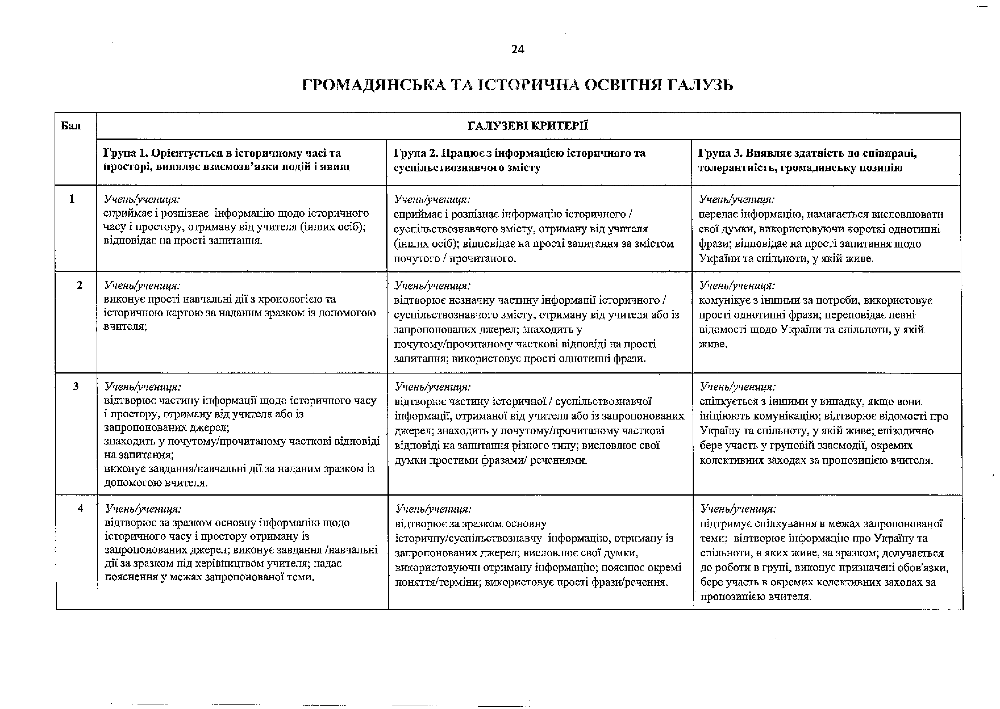 24
ГРОМАДЯНСЬКА ТА ІСТОРИЧНА ОСВІТНЯ ГАЛУЗЬ
Бал
ГАЛУЗЕВІ КРИТЕРІЇ
Група 1. Орієнтується в історичному часі та
просторі, виявляє взаємозв’язки подій і явищ
Група 2. Працює з інформацією історичного та
суспільствознавчого змісту
Група 3. Виявляє здатність до співпраці,
толерантність, громадянську позицію
1
Учень/учениця:
сприймає і розпізнає інформацію щодо історичного
часу і простору, отриману від учителя (інших осіб);
відповідає на прості запитання.
Учень/учениця:
сприймає і розпізнає інформацію історичного /
суспільствознавчого змісту, отриману від учителя
(інших осіб); відповідає на прості запитання за змістом
почутого / прочитаного.
Учень/учениця:
передає інформацію, намагається висловлювати
свої думки, використовуючи короткі однотипні
фрази; відповідає на прості запитання щодо
України та спільноти, у якій живе.
2
Учень/учениця:
виконує прості навчальні дії з хронологією та
історичною картою за наданим зразком із допомогою
вчителя;
Учень/учениця:
відтворює незначну частину інформації історичного /
суспільствознавчого змісту, отриману від учителя або із
запропонованих джерел; знаходить у
почутому/прочитаному часткові відповіді на прості
запитання; використовує прості однотипні фрази.
Учень/учениця:
комунікує з іншими за потреби, використовує
прості однотипні фрази; переповідає певні
відомості щодо України та спільноти, у якій
живе.
3
Учень/учениця:
відтворює частину інформації щодо історичного часу
і простору, отриману від учителя або із
запропонованих джерел;
знаходить у почутому/прочитаному часткові відповіді
на запитання;
виконує завдання/навчальні дії за наданим зразком із
допомогою вчителя.
Учень/учениця:
відтворює частину історичної / суспільствознавчої
інформації, отриманої від учителя або із запропонованих
джерел; знаходить у почутому/прочитаному часткові
відповіді на запитання різного типу; висловлює свої
думки простими фразами/ реченнями.
Учень/учениця:
спілкується з іншими у випадку, якщо вони
ініціюють комунікацію; відтворює відомості про
Україну та спільноту, у якій живе; епізодично
бере участь у груповій взаємодії, окремих
колективних заходах за пропозицією вчителя.
4
Учень/учениця:
відтворює за зразком основну інформацію щодо
історичного часу і простору отриману із
запропонованих джерел; виконує завдання /навчальні
дії за зразком під керівництвом учителя; надає
пояснення у межах запропонованої теми.
Учень/учениця:
відтворює за зразком основну
історичну/суспільствознавчу інформацію, отриману із
запропонованих джерел; висловлює свої думки,
використовуючи отриману інформацію; пояснює окремі
поняття/терміни; використовує прості фрази/речення.
Учень/учениця:
підтримує спілкування в межах запропонованої
теми; відтворює інформацію про Україну та
спільноти, в яких живе, за зразком; долучається
до роботи в групі, виконує призначені обов'язки,
бере участь в окремих колективних заходах за
пропозицією вчителя.